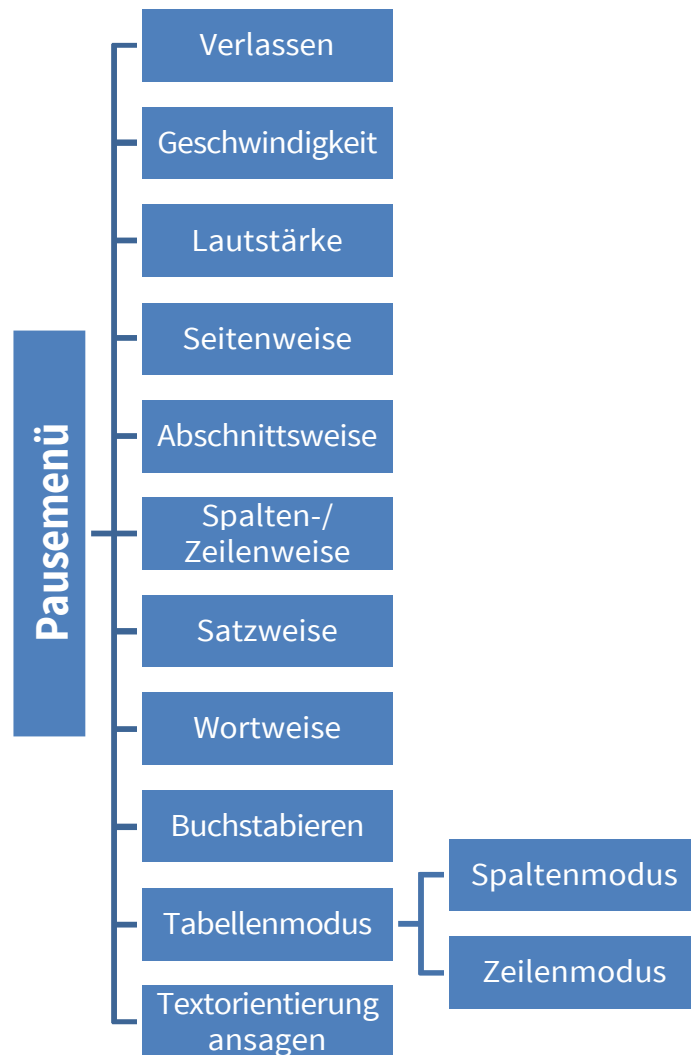 Pausemenü
Verlassen
Geschwindigkeit
Lautstärke
Seitenweise
Abschnittsweise
Spalten-/
Zeilenweise
Satzweise
Wortweise
Buchstabieren
Tabellenmodus
Spaltenmodus
Zeilenmodus
Textorientierung
ansagen